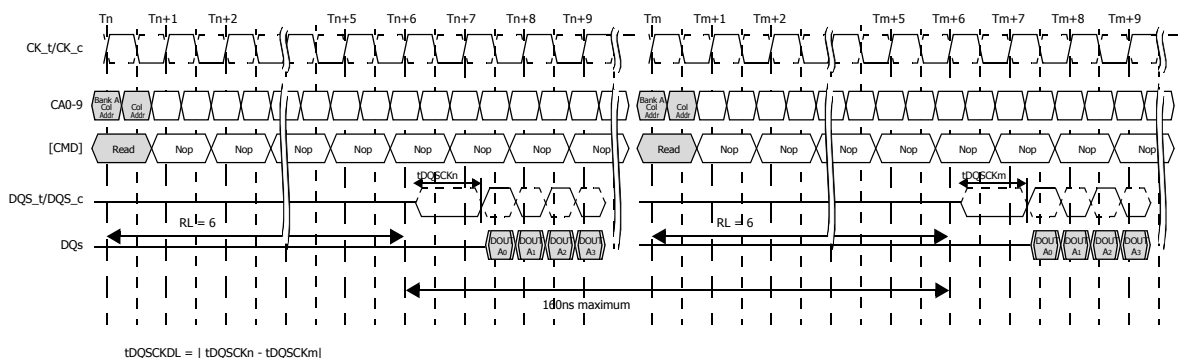 Tn Tn+1 Tn+2 Tn+5 Tn+6 Tn+7 Tn+8 Tn+9 Tm Tm+1 Tm+2 Tm+5 Tm+6 Tm+7 Tm+8 Tm+9
CK_t/CK_c
CA0-9 Bank A Col Addr Col Addr Bank A Col Addr Col Addr
[CMD] Read Nop Nop Nop Nop Nop Nop Nop Nop Read Nop Nop Nop Nop Nop Nop Nop Nop
tDQSCKn tDQSCKm
DQS_t/DQS_c
RL = 6 RL = 6
DQs DOUT A0 DOUT A1 DOUT A2 DOUT A3 DOUT A0 DOUT A1 DOUT A2 DOUT A3
160ns maximum
tDQSCKDL = | tDQSCKn - tDQSCKm|